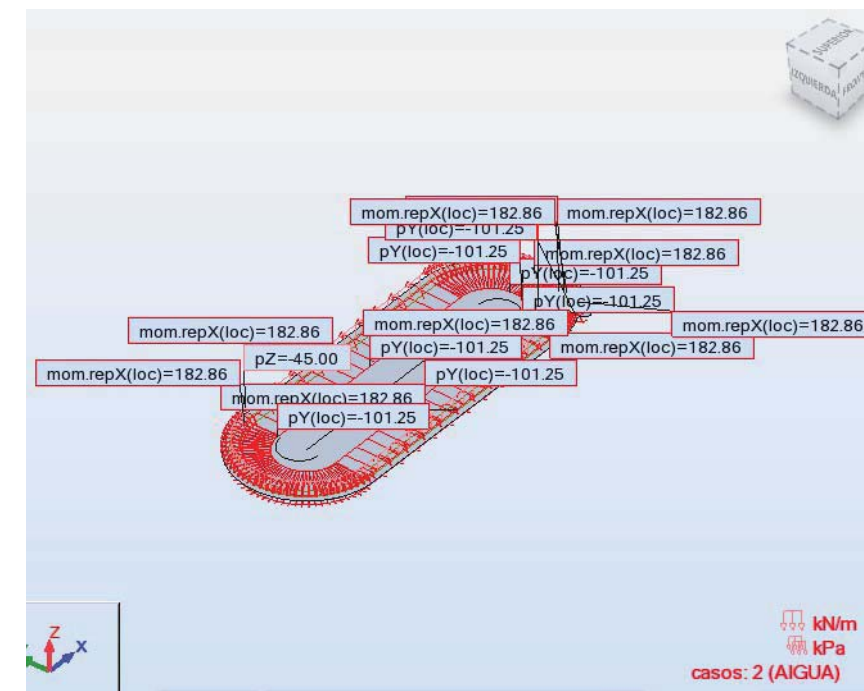 SUPERIOR
IZQUIERDA
mom.repX(loc)=182.86
mom.repX(loc)=182.86
pY(loc)=-101.25
pY(loc)=-101.25
mom.repX(loc)=182.86
pY(loc)=-101.25
pY(loc)=-101.25
mom.repX(loc)=182.86
mom.repX(loc)=182.86
mom.repX(loc)=182.86
pY(loc)=-101.25
mom.repX(loc)=182.86
pZ=-45.00
mom.repX(loc)=182.86
pY(loc)=-101.25
mom.repX(loc)=182.86
pY(loc)=-101.25
Z
X
kN/m
kPa
casos: 2 (AIGUA)